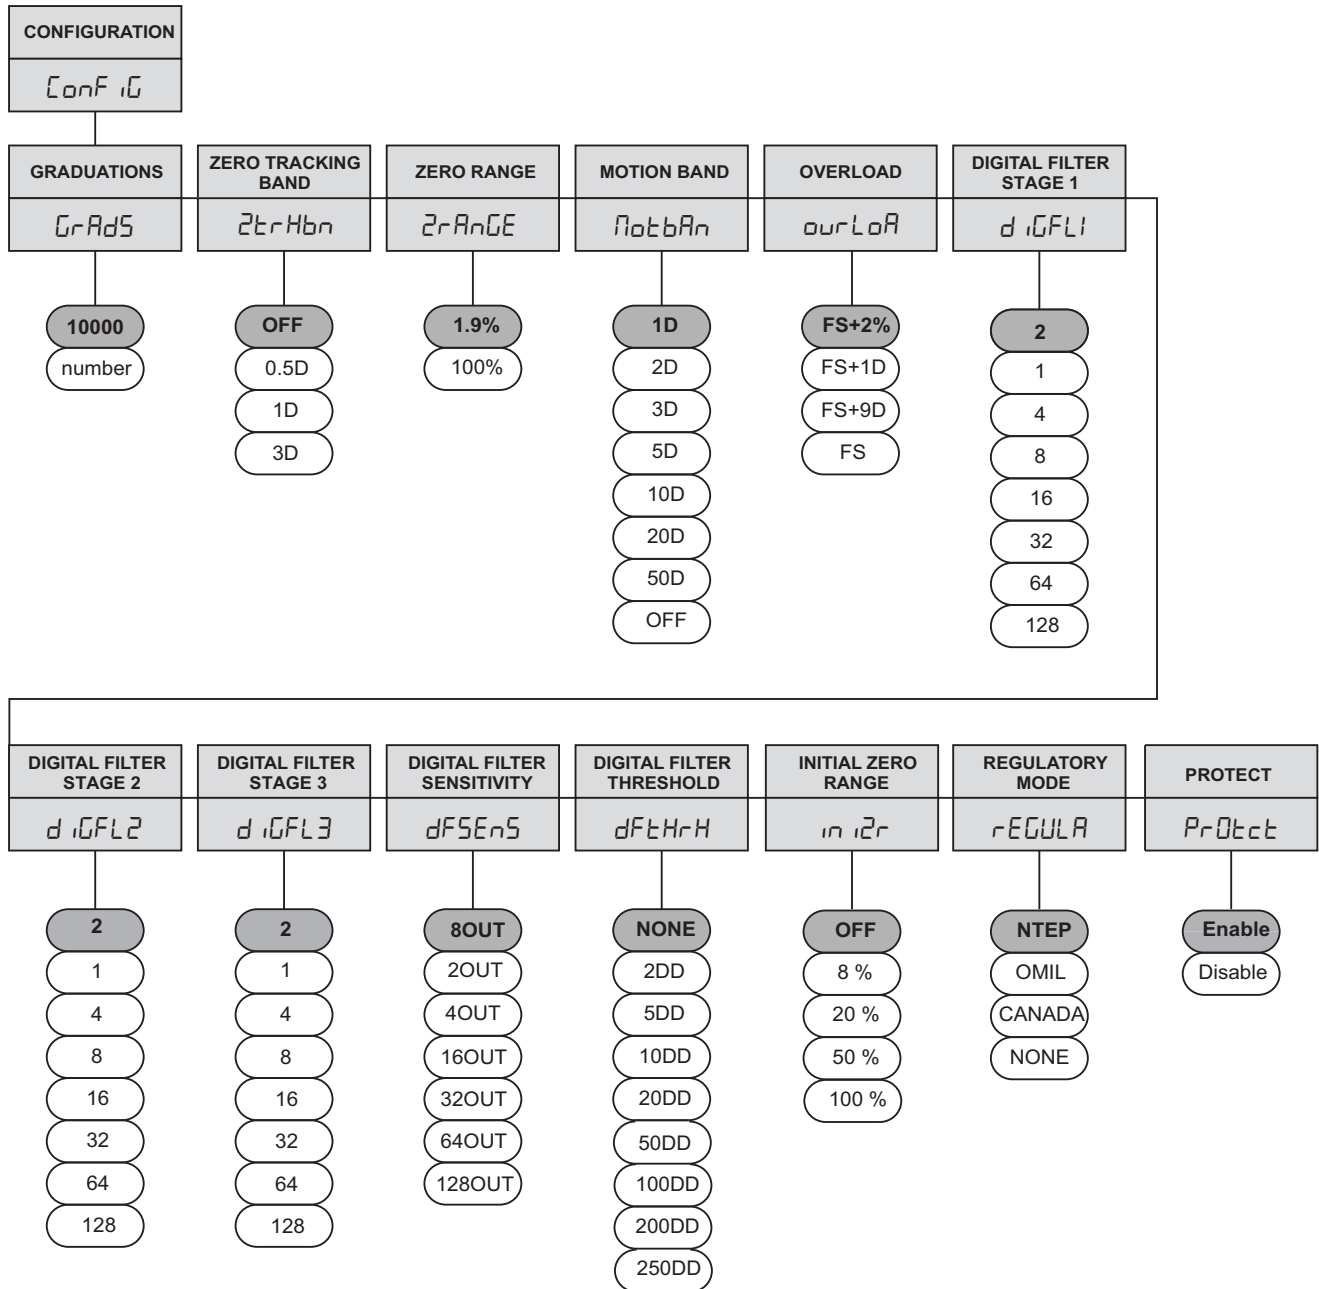 CONFIGURATION
ConFiG
GRADUATIONS
GrAdS
10000
number
ZERO TRACKING
BAND
2trHbn
OFF
0.5D
1D
3D
ZERO RANGE
2rAnGE
1.9%
100%
MOTION BAND
MotbAn
1D
2D
3D
5D
10D
20D
50D
OFF
OVERLOAD
ourLoA
FS+2%
FS+1D
FS+9D
FS
DIGITAL FILTER
STAGE 1
diGFL1
2
1
4
8
16
32
64
128
DIGITAL FILTER
STAGE 2
diGFL2
2
1
4
8
16
32
64
128
DIGITAL FILTER
STAGE 3
diGFL3
2
1
4
8
16
32
64
128
DIGITAL FILTER
SENSITIVITY
dFSEnS
8OUT
2OUT
4OUT
16OUT
32OUT
64OUT
128OUT
DIGITAL FILTER
THRESHOLD
dFtHrH
NONE
2DD
5DD
10DD
20DD
50DD
100DD
200DD
250DD
INITIAL ZERO
RANGE
ini2r
OFF
8 %
20 %
50 %
100 %
REGULATORY
MODE
rEGULA
NTEP
OMIL
CANADA
NONE
PROTECT
Pr0tct
Enable
Disable